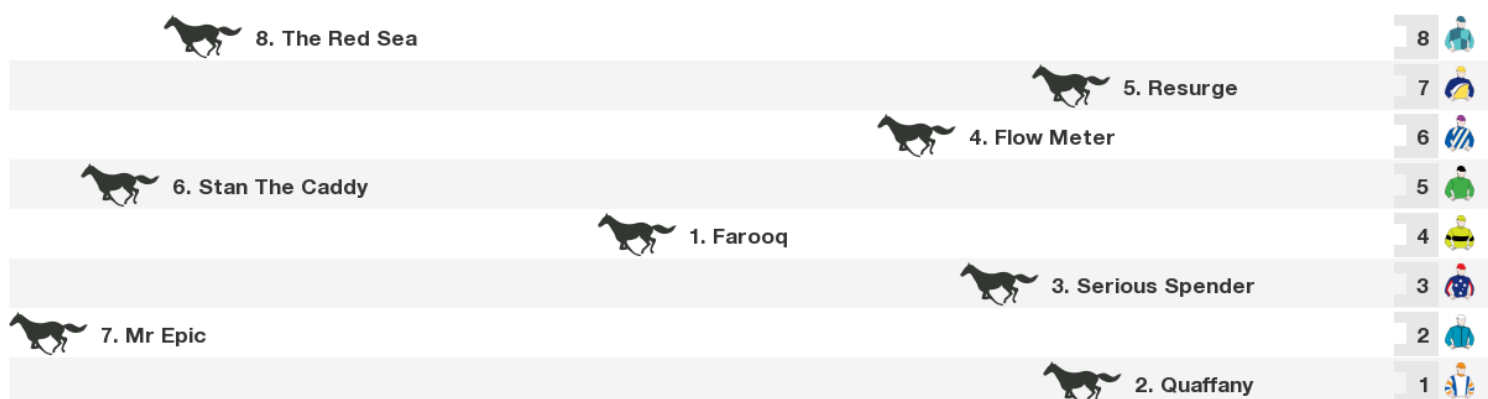 8. The Red Sea 8
5. Resurge 7
4. Flow Meter 6
6. Stan The Caddy 5
1. Farooq 4
3. Serious Spender 3
7. Mr Epic 2
2. Quaffany 1